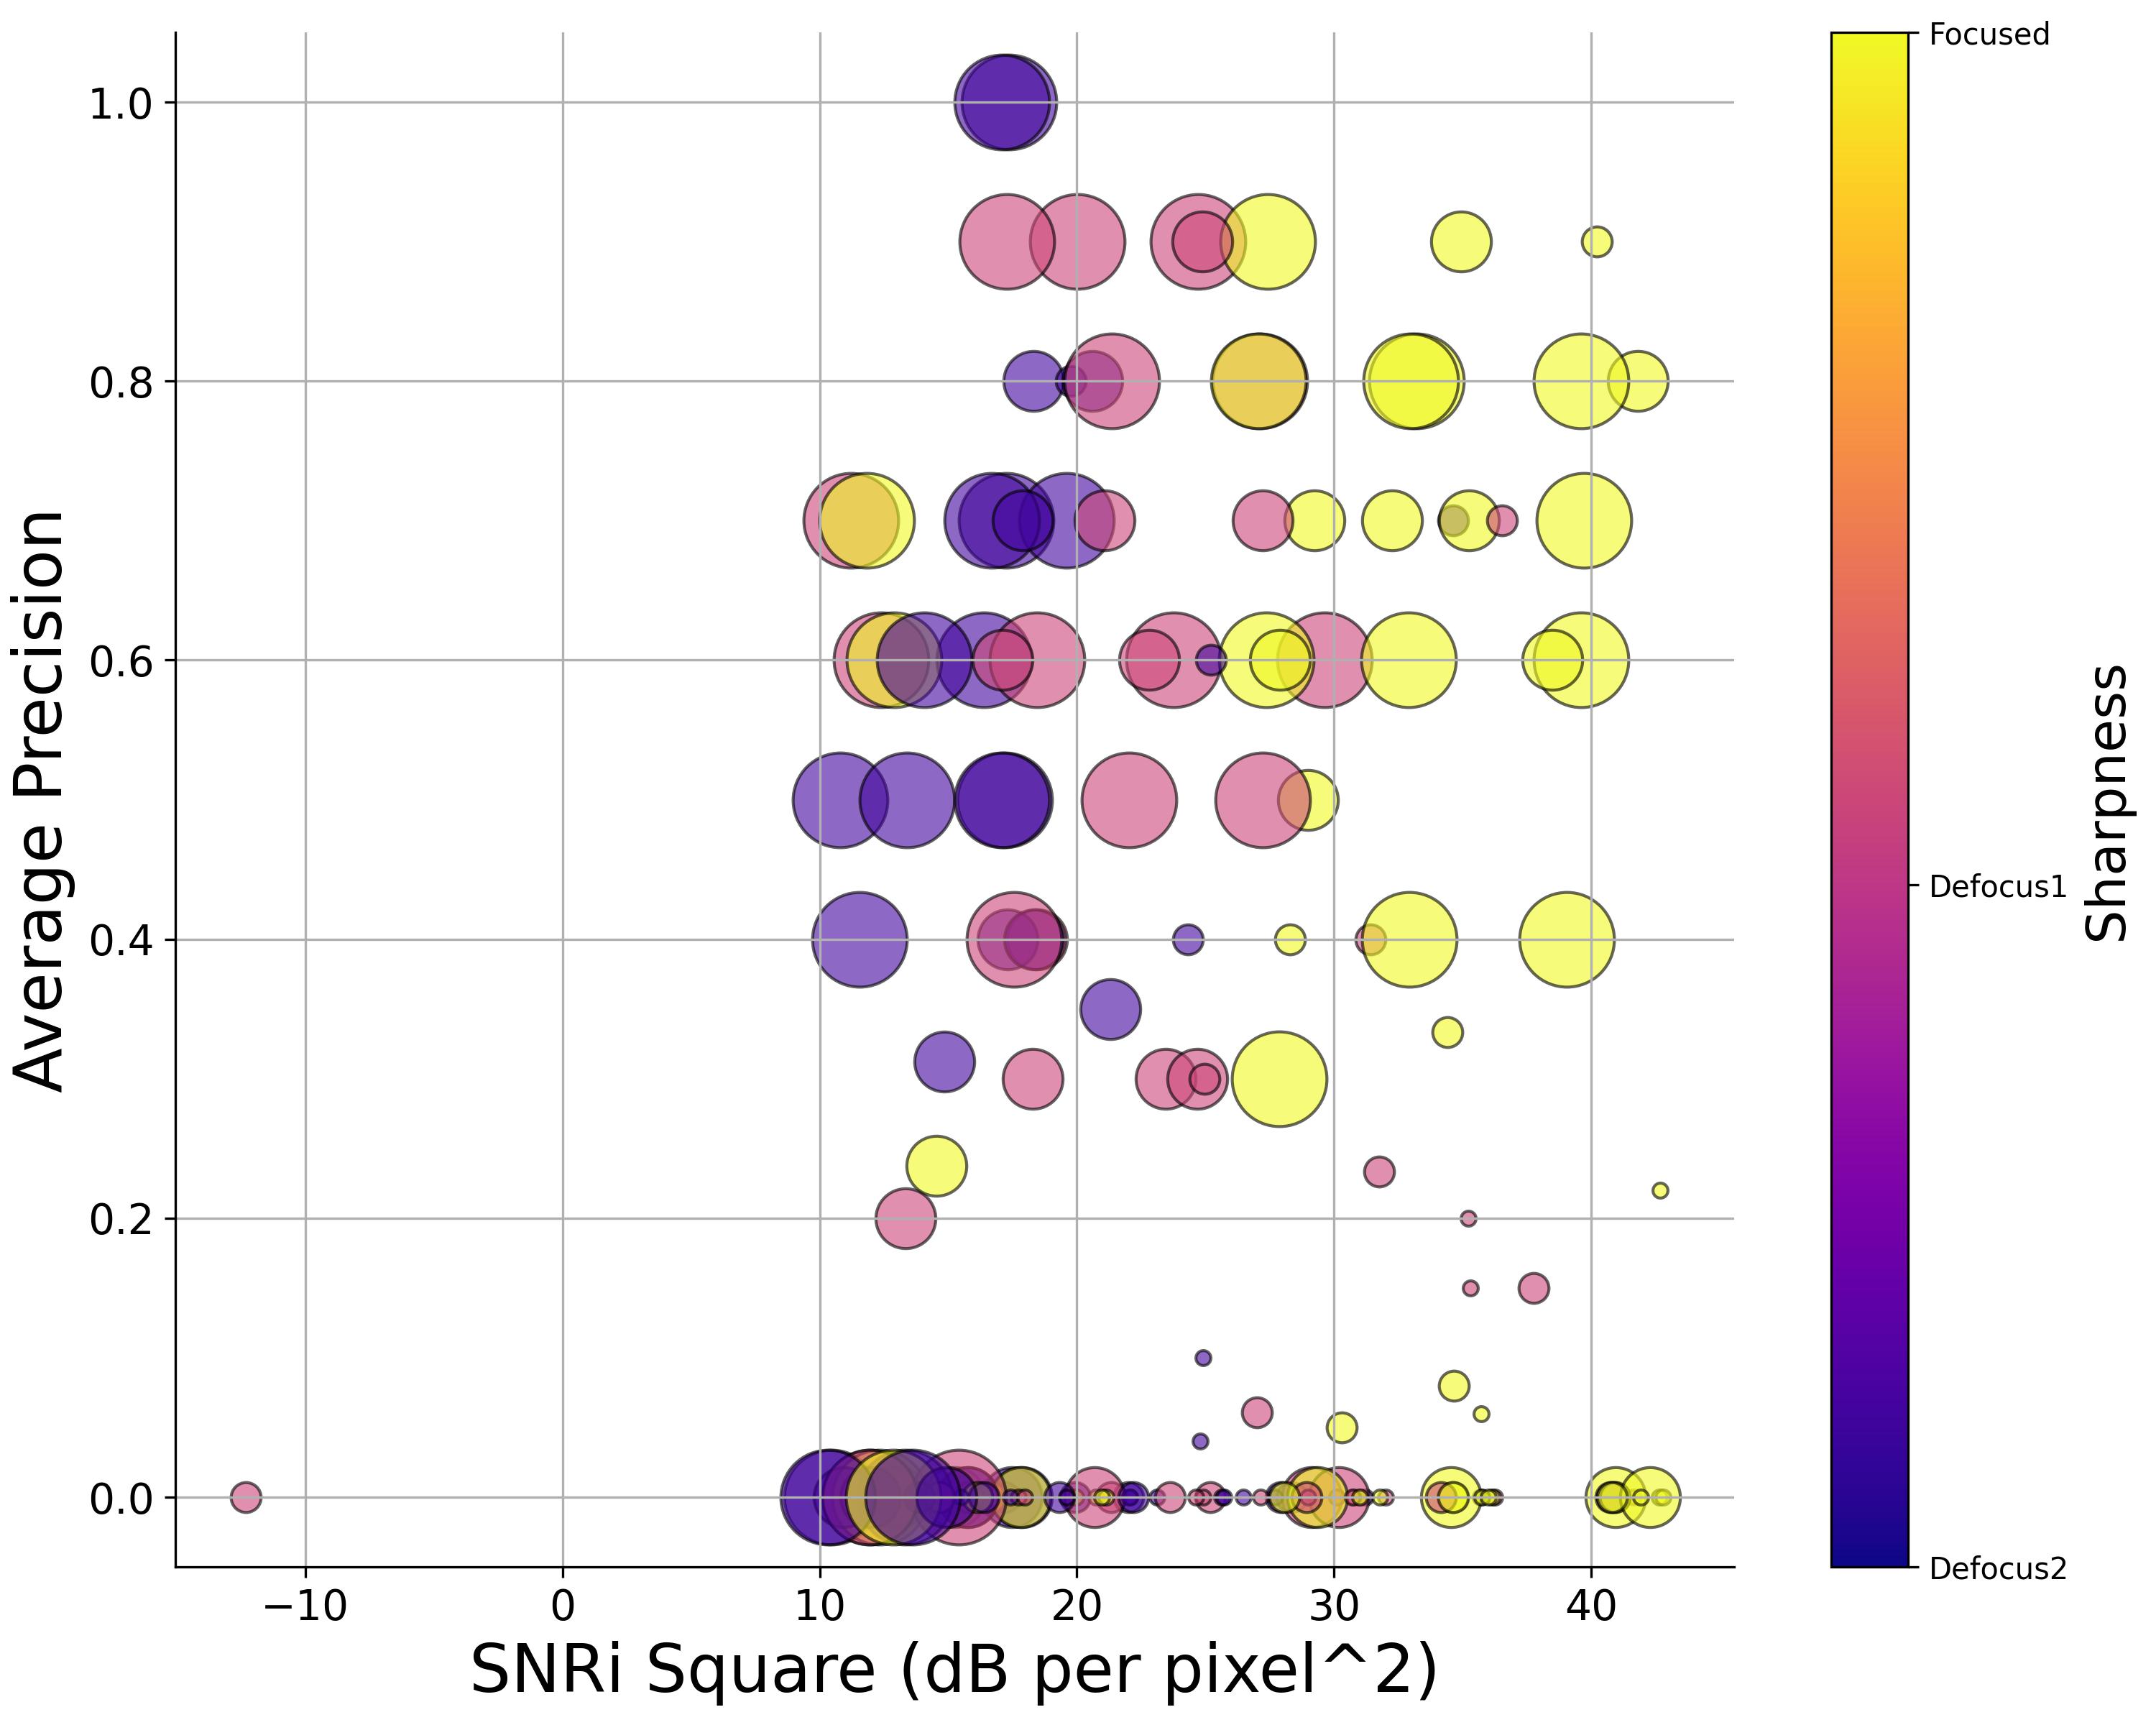 Average Precision
1.0
0.8
0.6
0.4
0.2
0.0
−10
0
10
20
30
40
SNRi Square (dB per pixel^2)
Focused
Defocus1
Defocus2
Sharpness